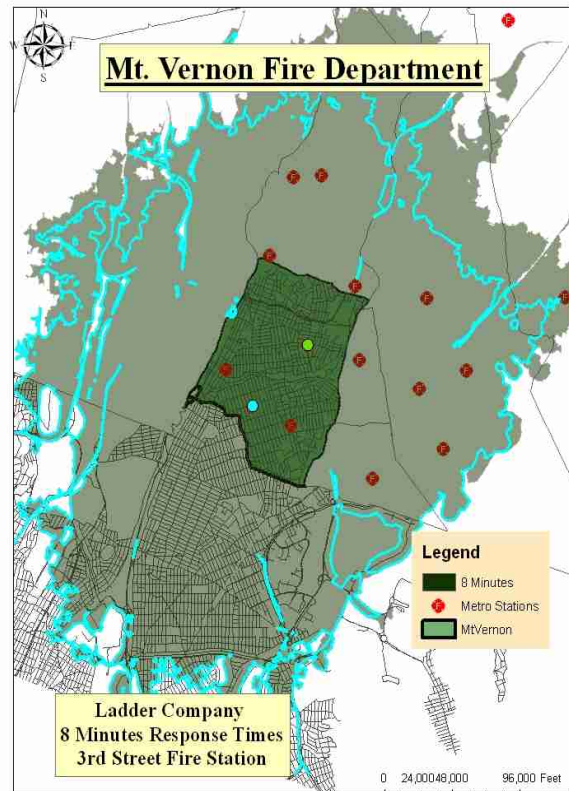 N
W E
S
Mt. Vernon Fire Department
F
F F
F
F
F
F
F
F
F
F
F
F
F
F
Legend
8 Minutes
F Metro Stations
MtVernon
Ladder Company
8 Minutes Response Times
3rd Street Fire Station
0 24,00048,000 96,000 Feet